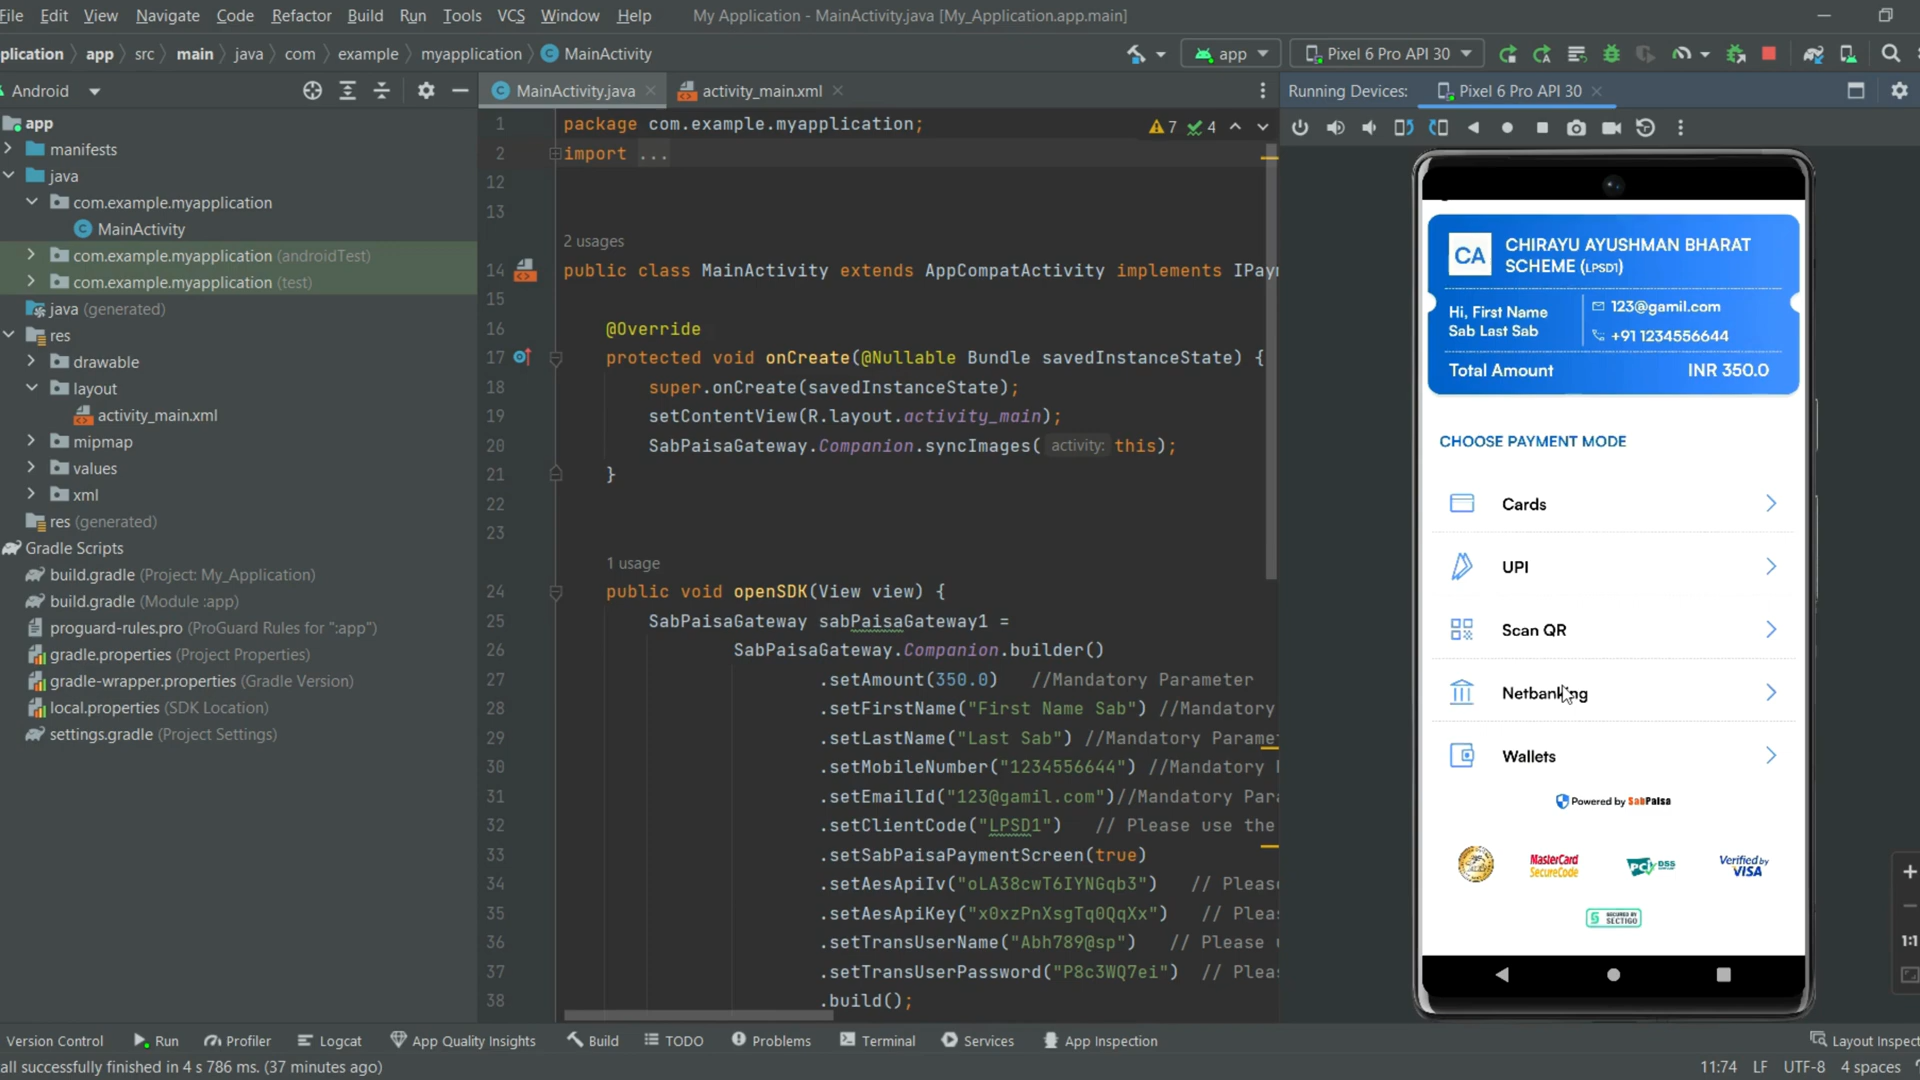 File Edit View Navigate Code Refactor Build Run Tools VCS Window Help My Application - MainActivity.java [My_Application.app.main]
plication app src main java com example myapplication MainActivity app Pixel 6 Pro API 30
Android
app
manifests
java
com.example.myapplication
MainActivity
com.example.myapplication (androidTest)
com.example.myapplication (test)
java (generated)
res
drawable
layout
activity_main.xml
mipmap
values
xml
res (generated)
Gradle Scripts
build.gradle (Project: My_Application)
build.gradle (Module :app)
proguard-rules.pro (ProGuard Rules for ":app")
gradle.properties (Project Properties)
gradle-wrapper.properties (Gradle Version)
local.properties (SDK Location)
settings.gradle (Project Settings)
MainActivity.java activity_main.xml
7 4
1 package com.example.myapplication;
2 import ...
12
13
2 usages
14 public class MainActivity extends AppCompatActivity implements IPaym
15
16 @Override
17 protected void onCreate(@Nullable Bundle savedInstanceState) {
18 super.onCreate(savedInstanceState);
19 setContentView(R.layout.activity_main);
20 SabPaisaGateway.Companion.syncImages( activity: this);
21 }
22
23
1 usage
24 public void openSDK(View view) {
25 SabPaisaGateway sabPaisaGateway1 =
26 SabPaisaGateway.Companion.builder()
27 .setAmount(350.0) //Mandatory Parameter
28 .setFirstName("First Name Sab") //Mandatory
29 .setLastName("Last Sab") //Mandatory Parame
30 .setMobileNumber("1234556644") //Mandatory
31 .setEmailId("123@gamil.com")//Mandatory Para
32 .setClientCode("LPSD1") // Please use the
33 .setSabPaisaPaymentScreen(true)
34 .setAesApiIv("oLA38cwT6IYNGqb3") // Pleas
35 .setAesApiKey("x0xzPnXsgTq0QqXx") // Pleas
36 .setTransUserName("Abh789@sp") // Please
37 .setTransUserPassword("P8c3WQ7ei") // Pleas
38 .build();
Running Devices: Pixel 6 Pro API 30
CA
CHIRAYU AYUSHMAN BHARAT
SCHEME (LPSD1)
Hi, First Name
Sab Last Sab
123@gamil.com
+91 1234556644
Total Amount INR 350.0
CHOOSE PAYMENT MODE
Cards
UPI
Scan QR
Netbanking
Wallets
Powered by SabPaisa
MasterCard
SecureCode
PCI DSS
Verified by
VISA
SECURED BY
SECTIGO
1:1
Version Control Run Profiler Logcat App Quality Insights Build TODO Problems Terminal Services App Inspection Layout Inspect
all successfully finished in 4 s 786 ms. (37 minutes ago) 11:74 LF UTF-8 4 spaces